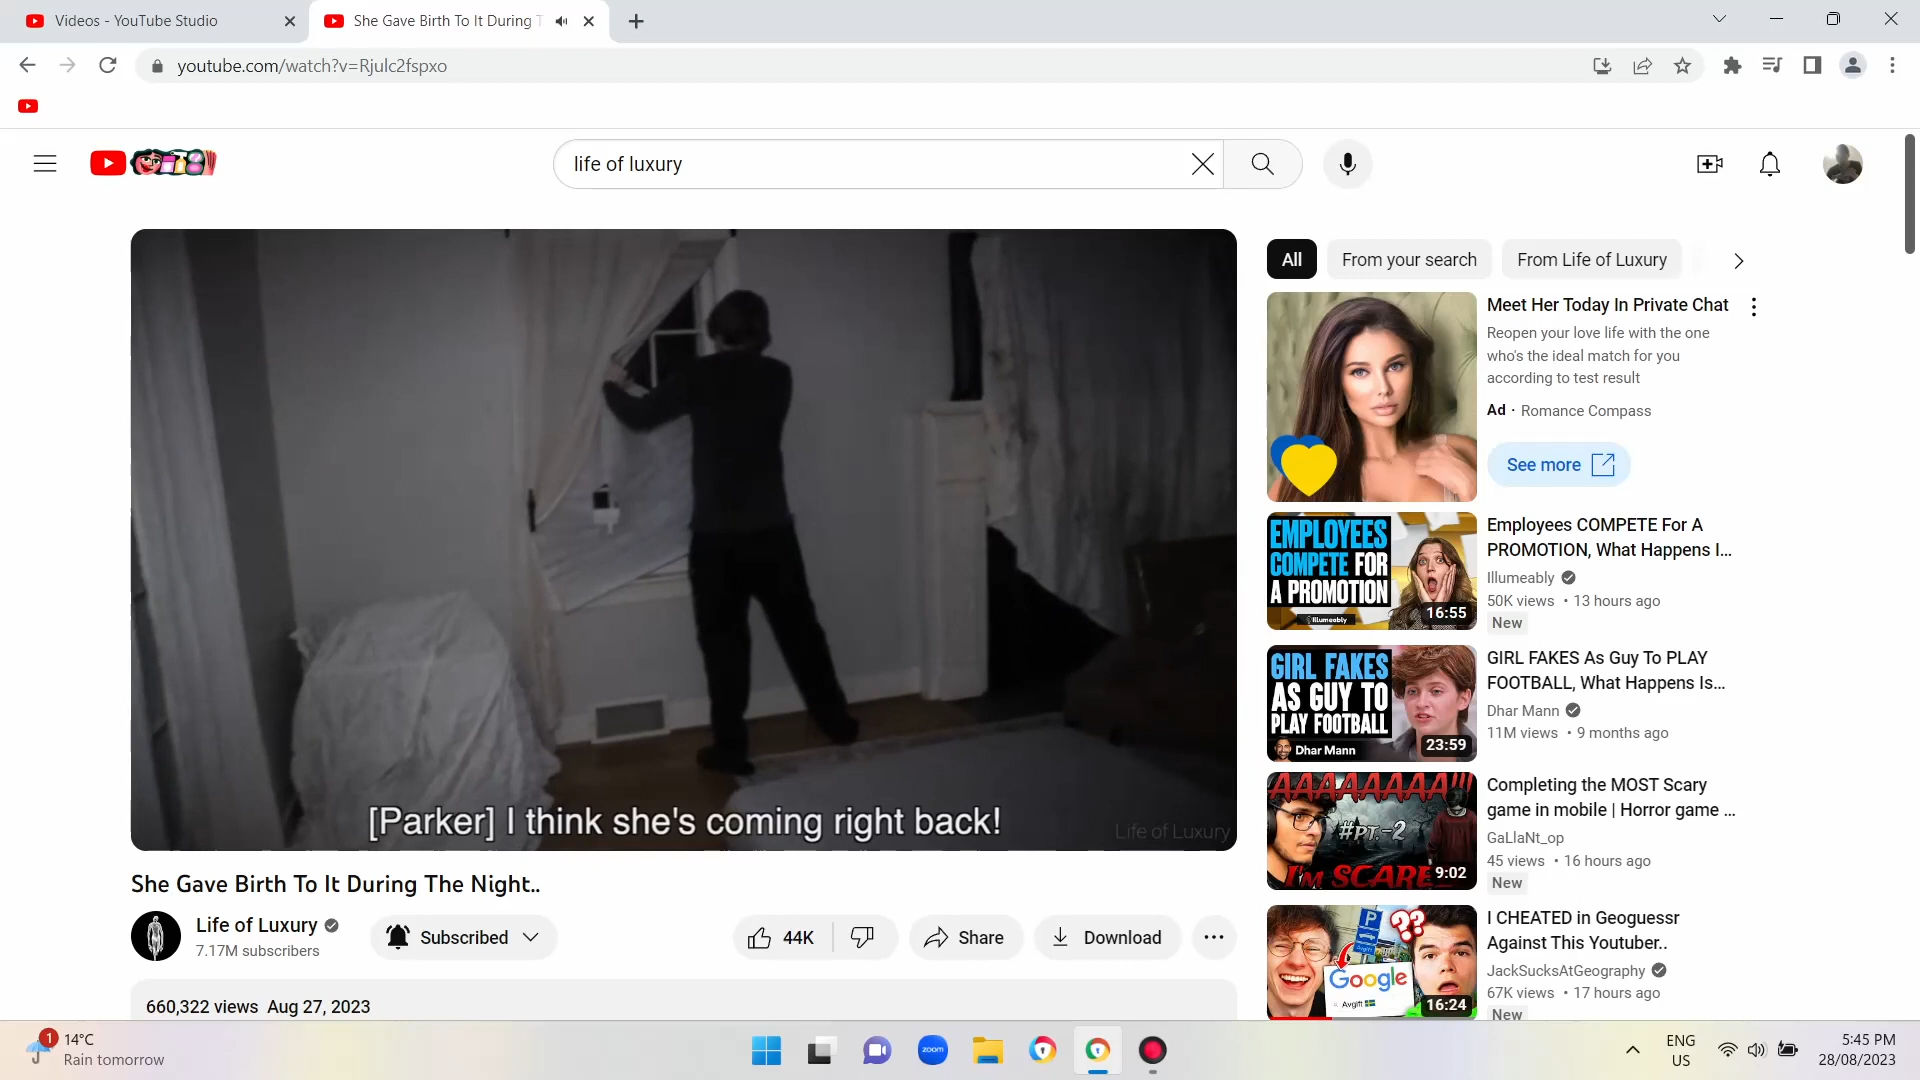 Videos - YouTube Studio
She Gave Birth To It During T
youtube.com/watch?v=Rjulc2fspxo
life of luxury
[Parker] I think she's coming right back!
Life of Luxury
She Gave Birth To It During The Night..
Life of Luxury
7.17M subscribers
Subscribed
44K
Share
Download
660,322 views Aug 27, 2023
All
From your search
From Life of Luxury
Meet Her Today In Private Chat
Reopen your love life with the one
who's the ideal match for you
according to test result
Ad · Romance Compass
See more
EMPLOYEES
COMPETE FOR
A PROMOTION
Illumeably
16:55
Employees COMPETE For A
PROMOTION, What Happens I...
Illumeably
50K views • 13 hours ago
New
GIRL FAKES
AS GUY TO
PLAY FOOTBALL
Dhar Mann
23:59
GIRL FAKES As Guy To PLAY
FOOTBALL, What Happens Is...
Dhar Mann
11M views • 9 months ago
#PT.-2
I'M SCARE
9:02
Completing the MOST Scary
game in mobile | Horror game ...
GaLlaNt_op
45 views • 16 hours ago
New
P
Avgift
??
Google
Avgift
16:24
I CHEATED in Geoguessr
Against This Youtuber..
JackSucksAtGeography
67K views • 17 hours ago
New
1
14°C
Rain tomorrow
zoom
ENG
US
5:45 PM
28/08/2023